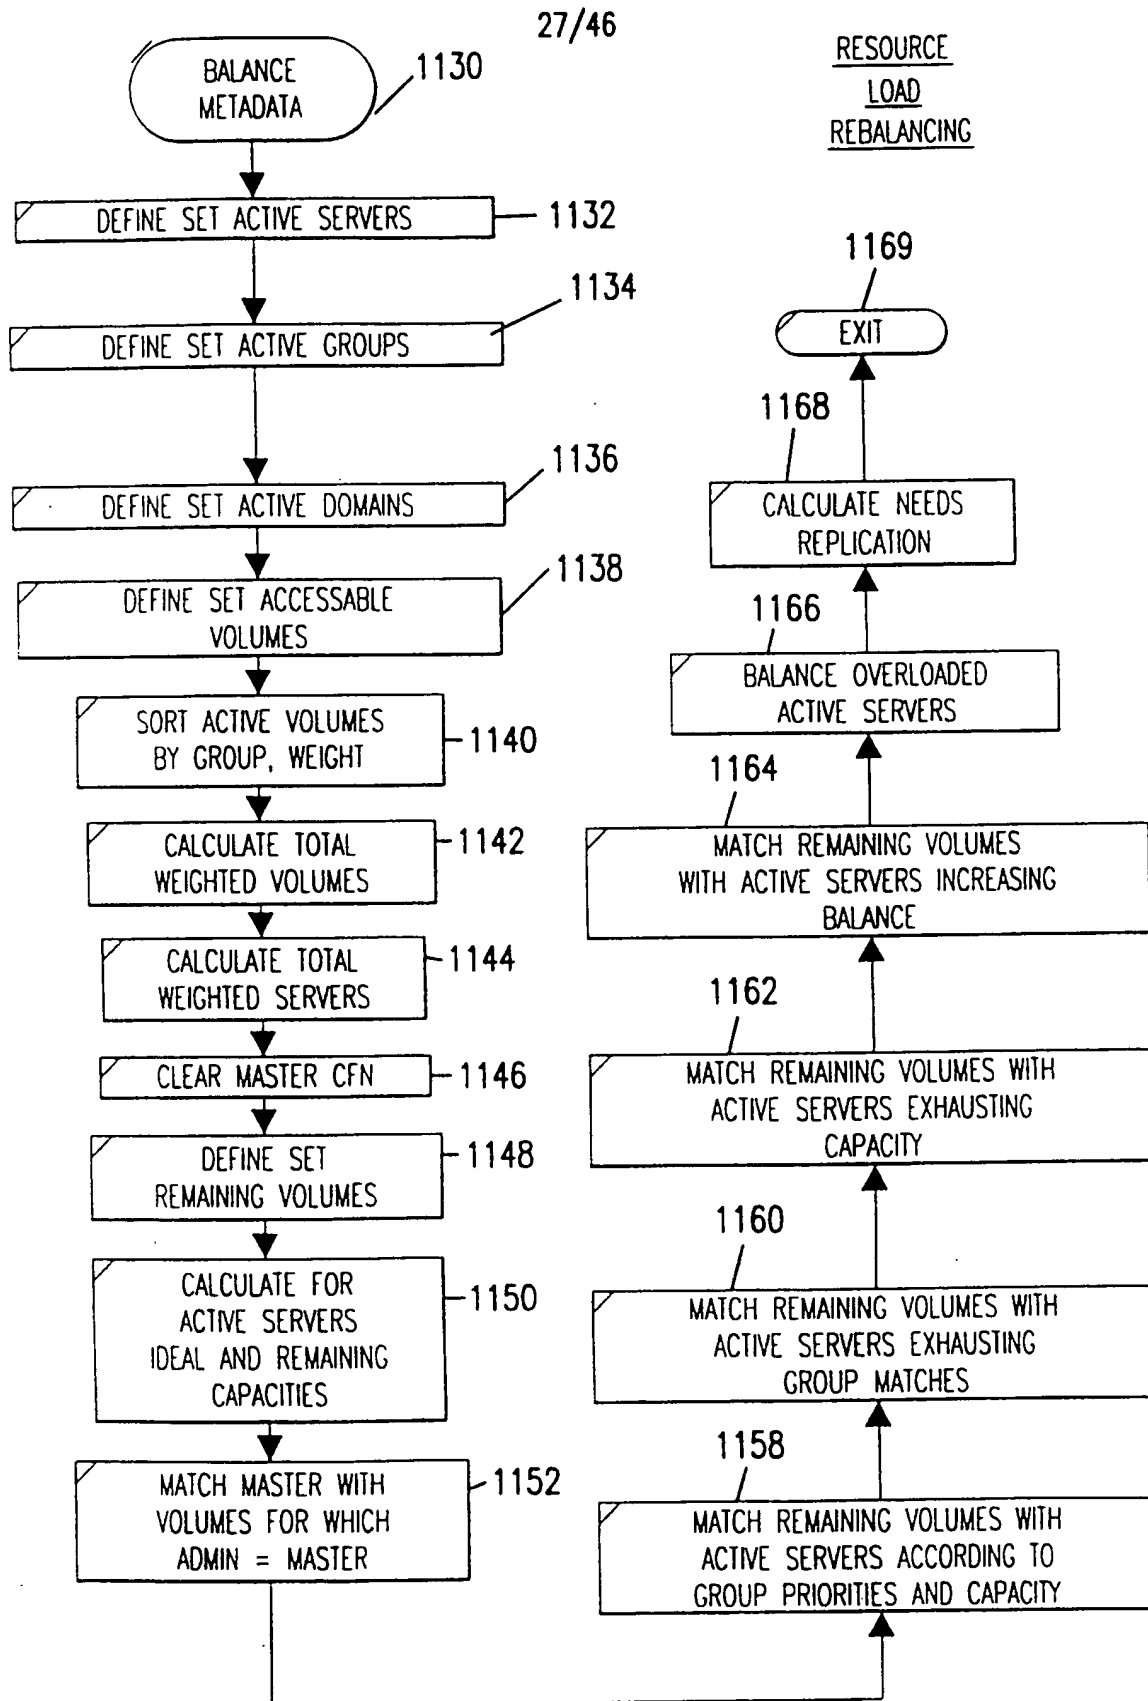 27/46
RESOURCE
LOAD
REBALANCING
BALANCE
METADATA
1130
DEFINE SET ACTIVE SERVERS
1132
1134
DEFINE SET ACTIVE GROUPS
1136
DEFINE SET ACTIVE DOMAINS
1138
DEFINE SET ACCESSABLE
VOLUMES
SORT ACTIVE VOLUMES
BY GROUP, WEIGHT
1140
CALCULATE TOTAL
WEIGHTED VOLUMES
1142
CALCULATE TOTAL
WEIGHTED SERVERS
1144
CLEAR MASTER CFN
1146
DEFINE SET
REMAINING VOLUMES
1148
CALCULATE FOR
ACTIVE SERVERS
IDEAL AND REMAINING
CAPACITIES
1150
MATCH MASTER WITH
VOLUMES FOR WHICH
ADMIN = MASTER
1152
1169
EXIT
1168
CALCULATE NEEDS
REPLICATION
1166
BALANCE OVERLOADED
ACTIVE SERVERS
1164
MATCH REMAINING VOLUMES
WITH ACTIVE SERVERS INCREASING
BALANCE
1162
MATCH REMAINING VOLUMES WITH
ACTIVE SERVERS EXHAUSTING
CAPACITY
1160
MATCH REMAINING VOLUMES WITH
ACTIVE SERVERS EXHAUSTING
GROUP MATCHES
1158
MATCH REMAINING VOLUMES WITH
ACTIVE SERVERS ACCORDING TO
GROUP PRIORITIES AND CAPACITY